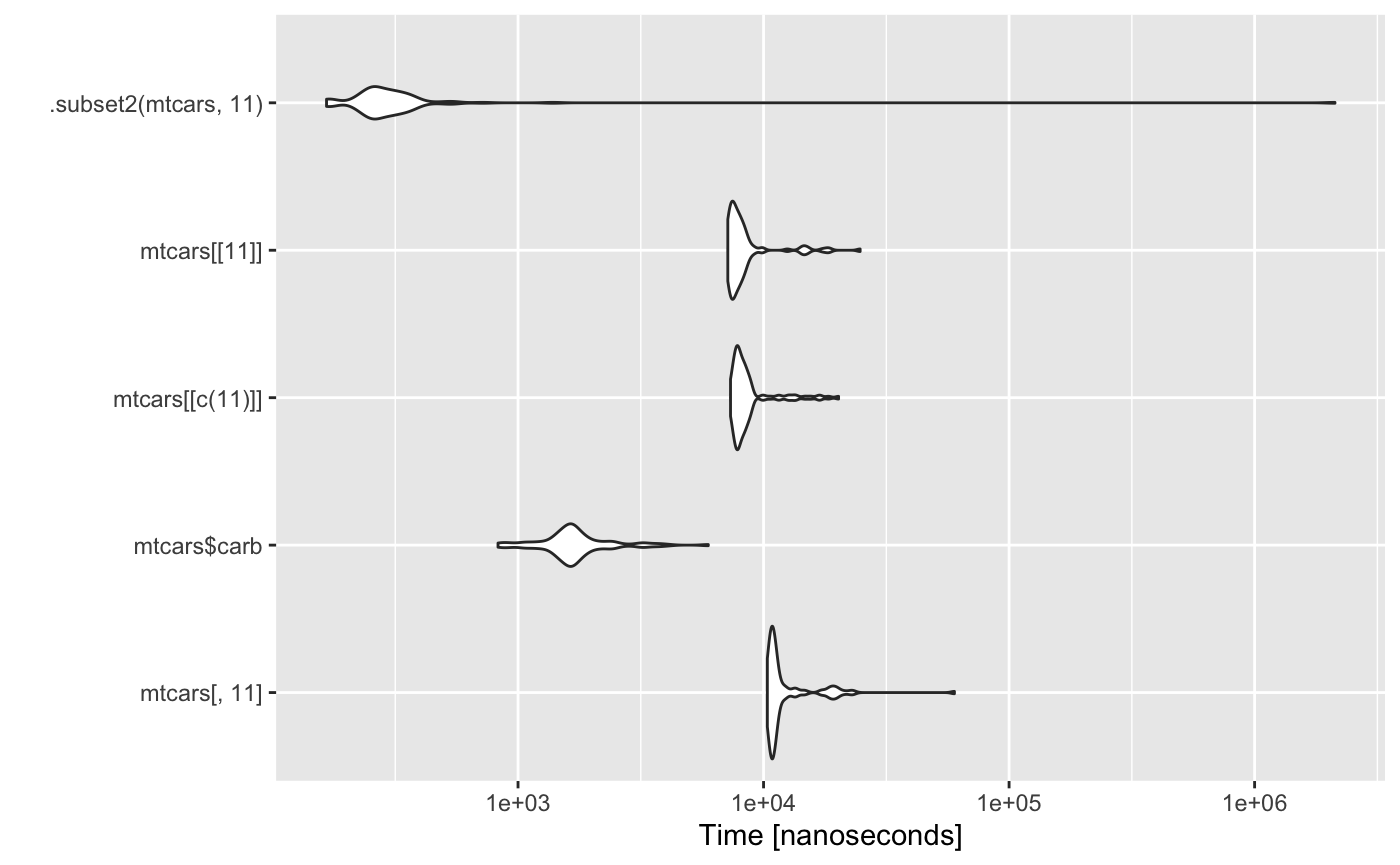 .subset2(mtcars, 11)
mtcars[[11]]
mtcars[[c(11)]]
mtcars$carb
mtcars[, 11]
1e+03 1e+04 1e+05 1e+06
Time [nanoseconds]